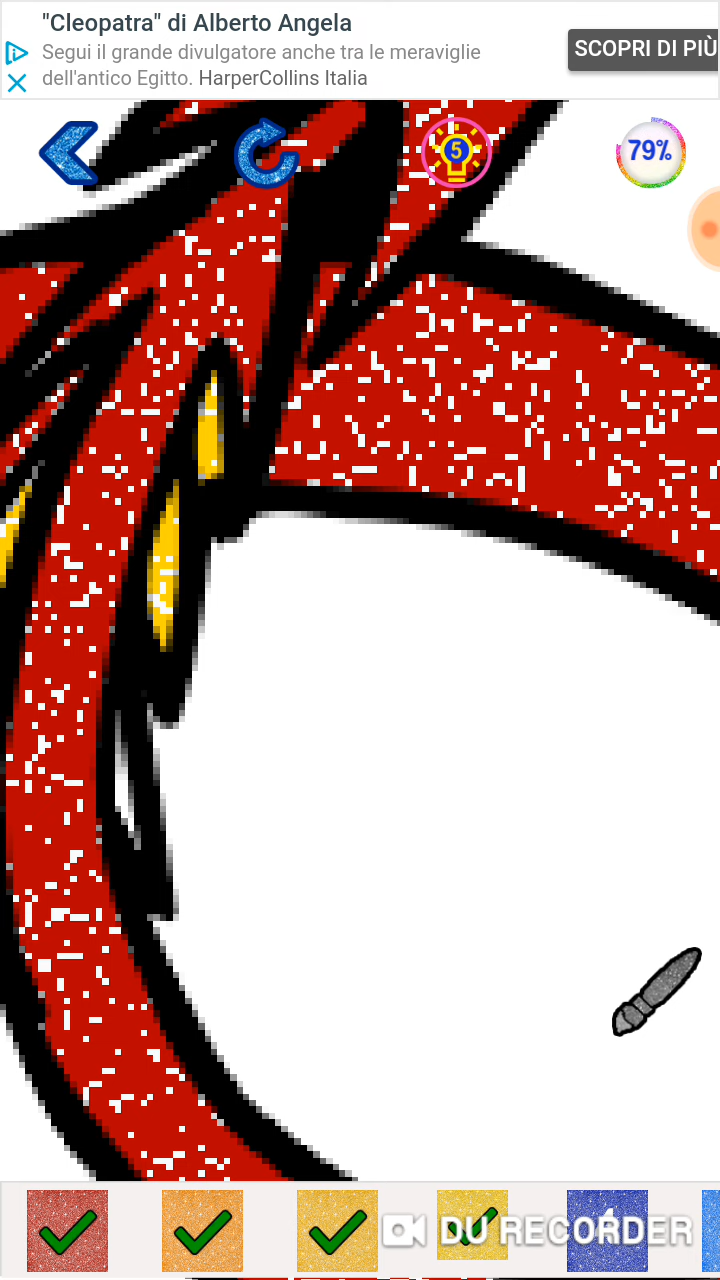 "Cleopatra" di Alberto Angela
Segui il grande divulgatore anche tra le meraviglie
dell'antico Egitto. HarperCollins Italia
SCOPRI DI PIÙ
5
79%
DU RECORDER